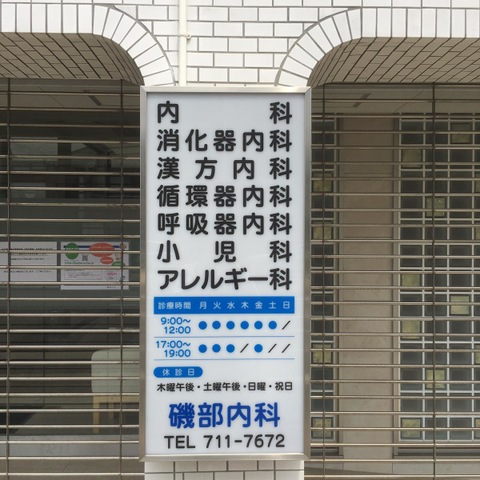 内科
消化器内科
漢方内科
循環器内科
呼吸器内科
小児科
アレルギー科
診療時間 月 火 水 木 金 土 日
9:00〜12:00 ● ● ● ● ● ● ／
17:00〜19:00 ● ● ● ／ ● ／ ／
休診日
木曜午後・土曜午後・日曜・祝日
磯部内科
TEL 711-7672